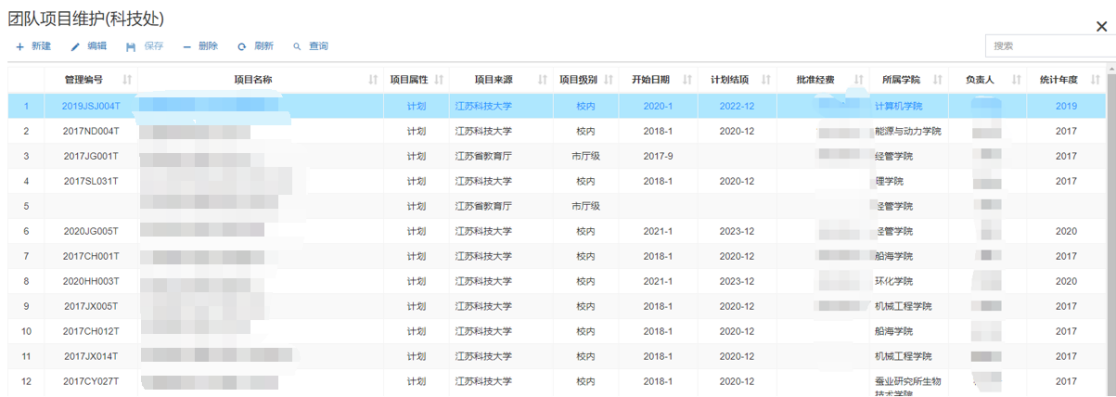 团队项目维护(科技处)
新建 编辑 保存 删除 刷新 查询 搜索
管理编号 项目名称 项目属性 项目来源 项目级别 开始日期 计划结项 批准经费 所属学院 负责人 统计年度
1 2019JSJ004T 计划 江苏科技大学 校内 2020-1 2022-12 计算机学院 2019
2 2017ND004T 计划 江苏科技大学 校内 2018-1 2020-12 能源与动力学院 2017
3 2017JG001T 计划 江苏省教育厅 市厅级 2017-9 经管学院 2017
4 2017SL031T 计划 江苏科技大学 校内 2018-1 2020-12 理学院 2017
5 计划 江苏省教育厅 市厅级 经管学院
6 2020JG005T 计划 江苏科技大学 校内 2021-1 2023-12 经管学院 2020
7 2017CH001T 计划 江苏科技大学 校内 2018-1 2020-12 船海学院 2017
8 2020HH003T 计划 江苏科技大学 校内 2021-1 2023-12 环化学院 2020
9 2017JX005T 计划 江苏科技大学 校内 2018-1 2020-12 机械工程学院 2017
10 2017CH012T 计划 江苏科技大学 校内 2018-1 2020-12 船海学院 2017
11 2017JX014T 计划 江苏科技大学 校内 2018-1 2020-12 机械工程学院 2017
12 2017CY027T 计划 江苏科技大学 校内 2018-1 2020-12 蚕业研究所生物 2017
技术学院